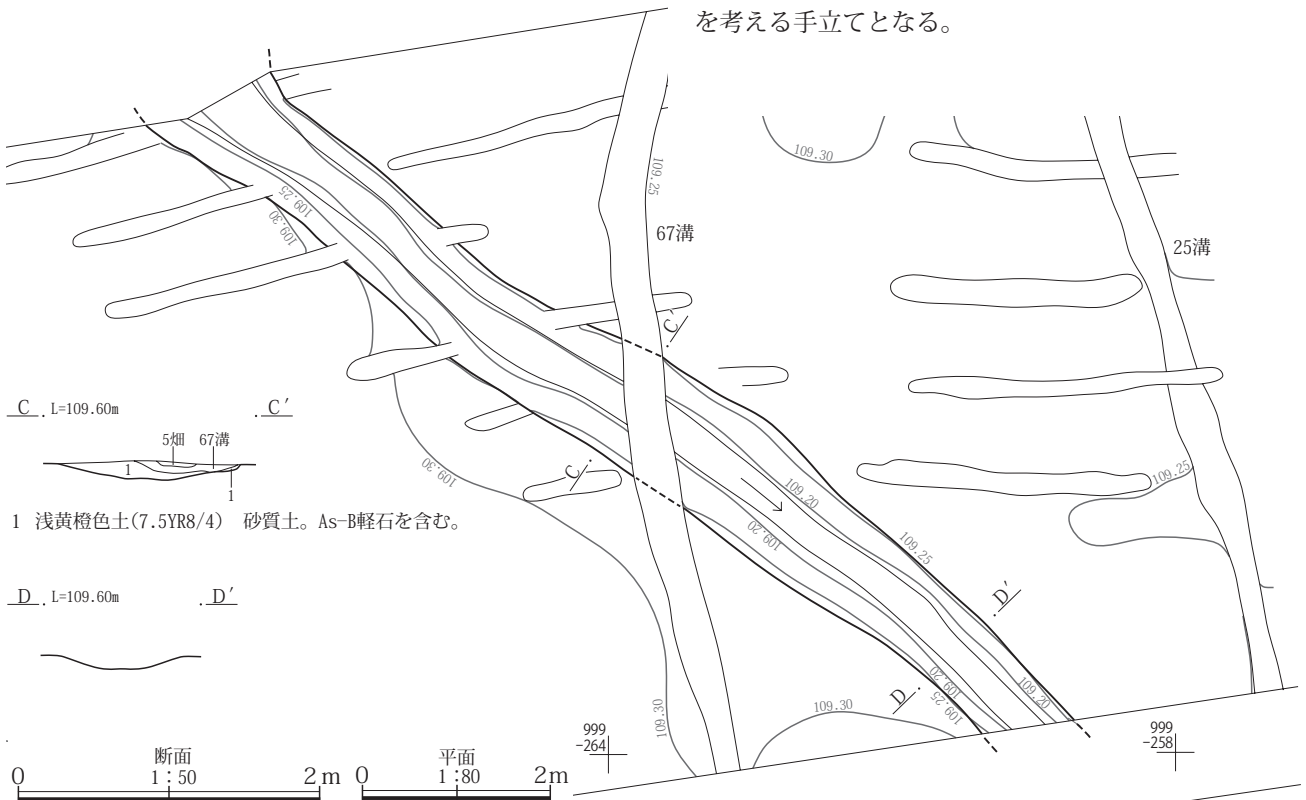 を考える手立てとなる。
109.30
109.25
67溝
25溝
109.25
109.30
C′
C . L=109.60m . C′
5畑 67溝
1
1
1 浅黄橙色土(7.5YR8/4) 砂質土。As-B軽石を含む。
109.30
C
109.20
109.20
109.25
109.25
D . L=109.60m . D′
D′
109.20
109.25
109.20
D
109.30
109.30
999
-264
999
-258
断面
1：50
0 2m
平面
1：80
0 2m